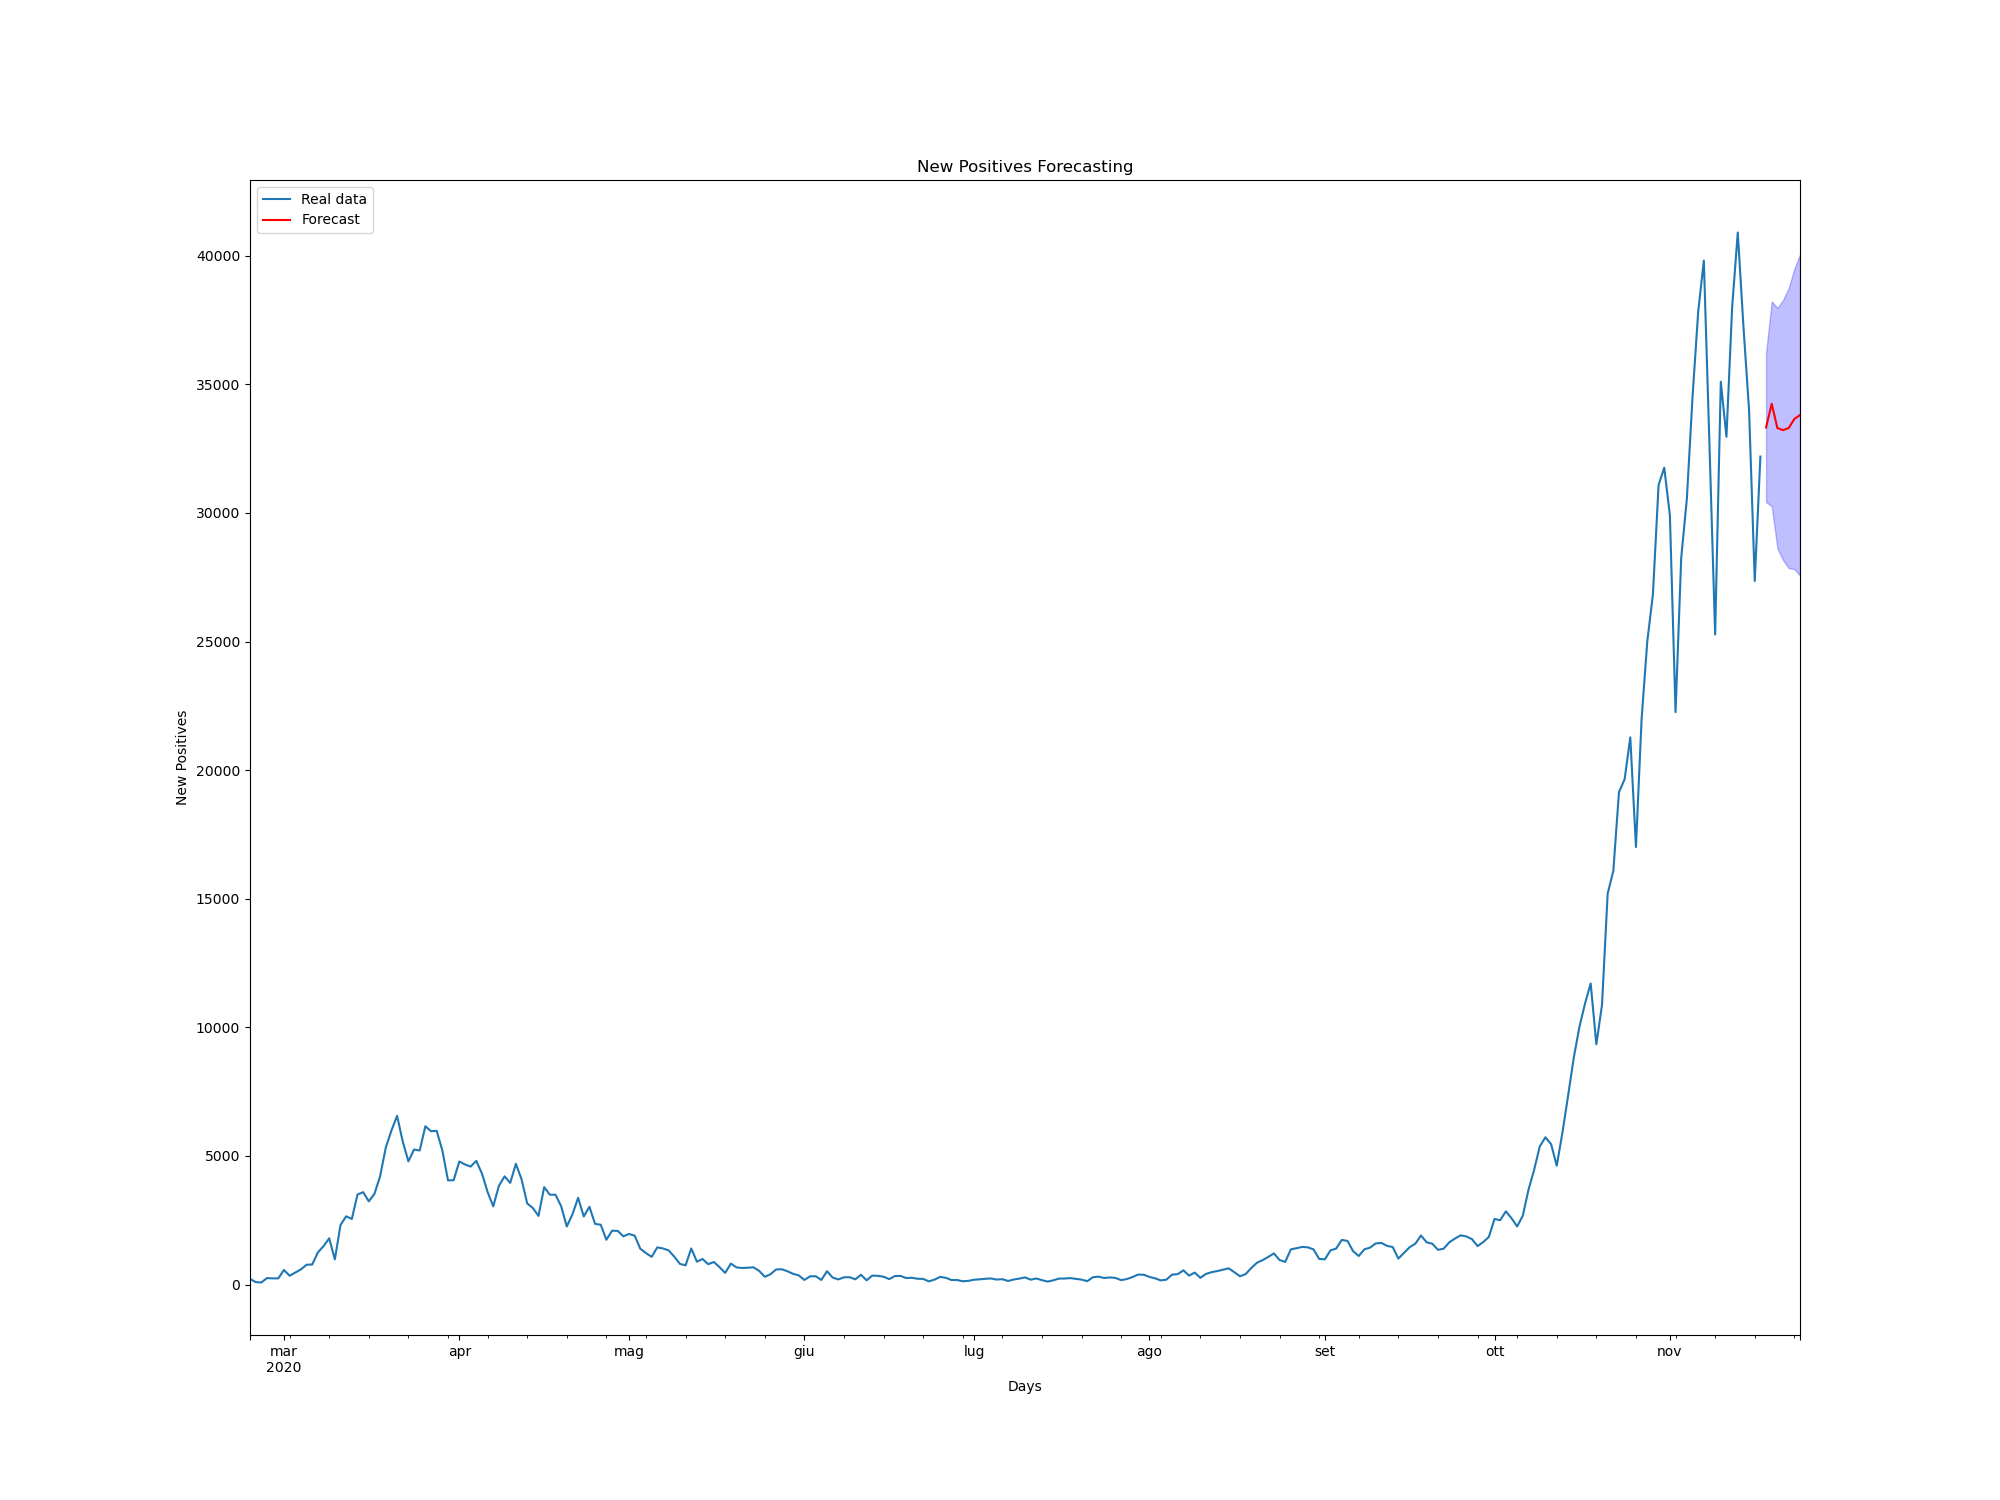 New Positives Forecasting
Real data
Forecast
40000
35000
30000
25000
20000
15000
10000
5000
0
New Positives
mar apr mag giu lug ago set ott nov
2020
Days